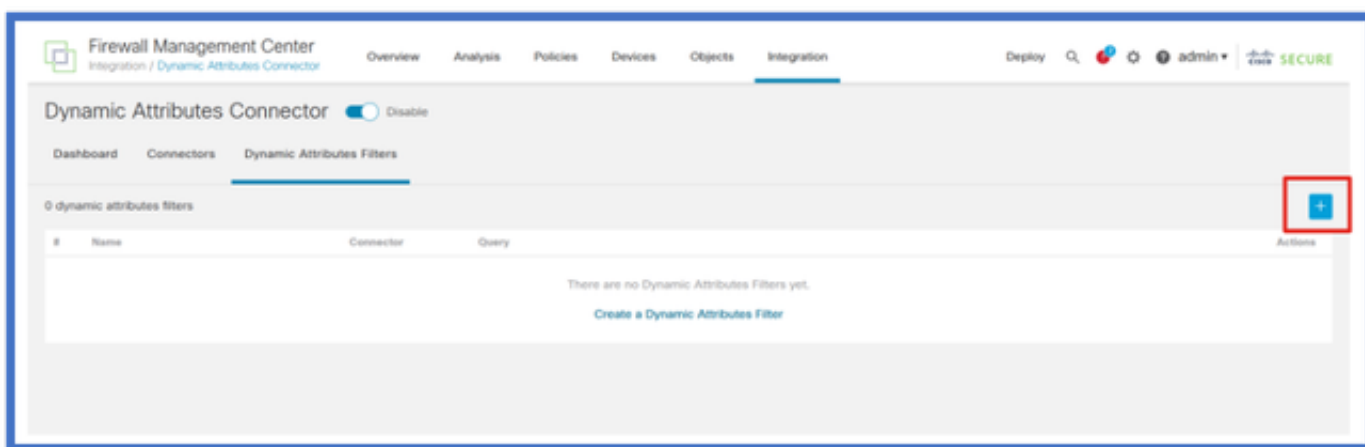 Firewall Management Center
Integration / Dynamic Attributes Connector
Overview Analysis Policies Devices Objects Integration Deploy admin SECURE
Dynamic Attributes Connector Disable
Dashboard Connectors Dynamic Attributes Filters
0 dynamic attributes filters
+
# Name Connector Query Actions
There are no Dynamic Attributes Filters yet.
Create a Dynamic Attributes Filter